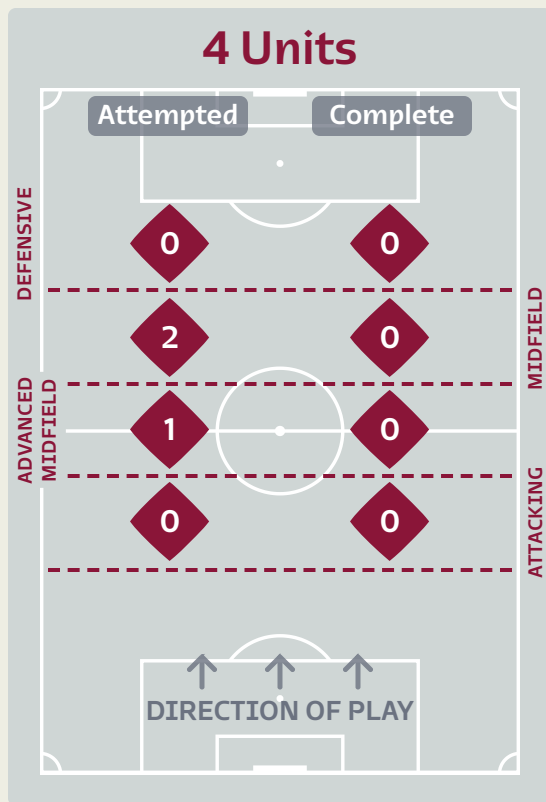 4 Units
Attempted Complete
DEFENSIVE
0 0
MIDFIELD
2 0
ADVANCED
MIDFIELD
1 0
ATTACKING
0 0
DIRECTION OF PLAY